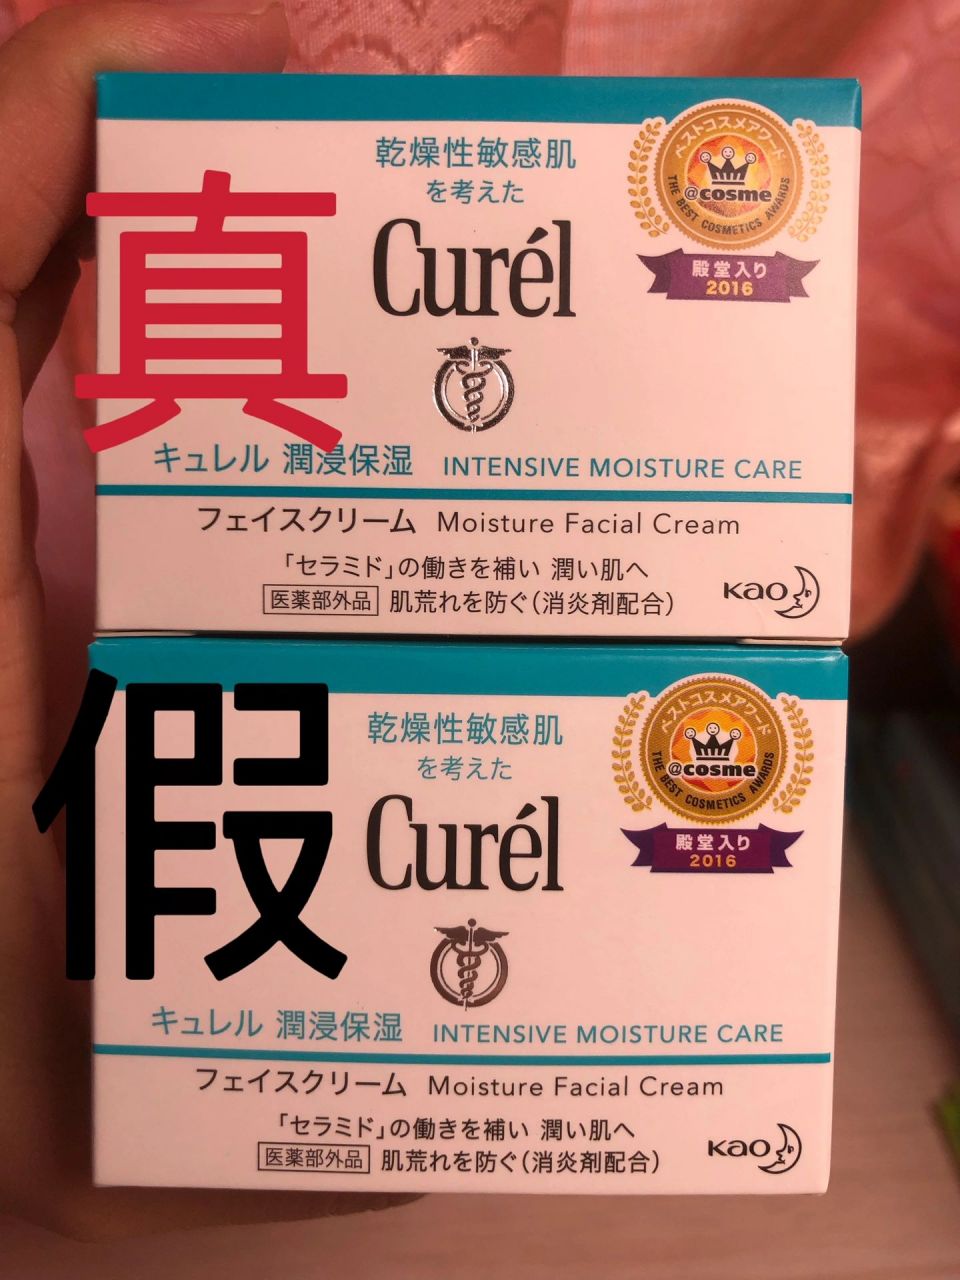 乾燥性敏感肌
を考えた
Curél
ベストコスメアワード
@cosme
THE BEST COSMETICS AWARDS
殿堂入り
2016
真
キュレル 潤浸保湿 INTENSIVE MOISTURE CARE
フェイスクリーム Moisture Facial Cream
「セラミド」の働きを補い 潤い肌へ
医薬部外品 肌荒れを防ぐ(消炎剤配合)
Kao
乾燥性敏感肌
を考えた
Curél
ベストコスメアワード
@cosme
THE BEST COSMETICS AWARDS
殿堂入り
2016
假
キュレル 潤浸保湿 INTENSIVE MOISTURE CARE
フェイスクリーム Moisture Facial Cream
「セラミド」の働きを補い 潤い肌へ
医薬部外品 肌荒れを防ぐ(消炎剤配合)
Kao